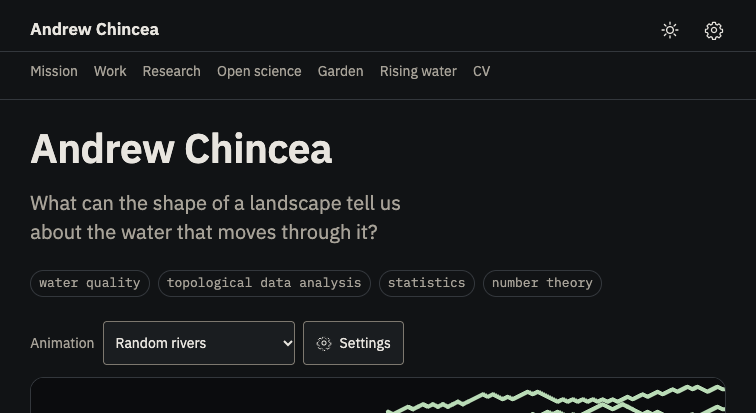 Andrew Chincea
Mission Work Research Open science Garden Rising water CV
Andrew Chincea
What can the shape of a landscape tell us
about the water that moves through it?
water quality topological data analysis statistics number theory
Animation Random rivers Settings